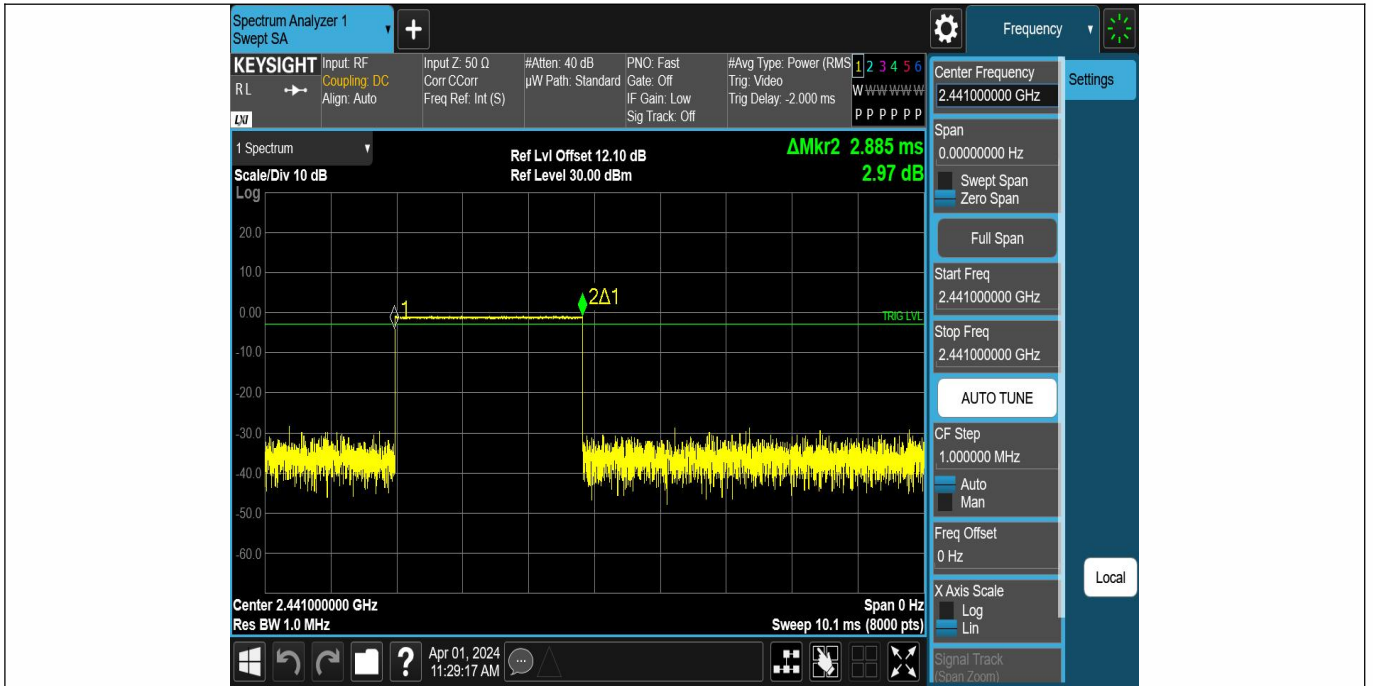 Spectrum Analyzer 1
Swept SA
+
Frequency
KEYSIGHT
R L
LXI
Input: RF
Coupling: DC
Align: Auto
Input Z: 50 Ω
Corr CCorr
Freq Ref: Int (S)
#Atten: 40 dB
µW Path: Standard
PNO: Fast
Gate: Off
IF Gain: Low
Sig Track: Off
#Avg Type: Power (RMS
Trig: Video
Trig Delay: -2.000 ms
1 2 3 4 5 6
W W W W W W
P P P P P P
1 Spectrum
Scale/Div 10 dB
Ref Lvl Offset 12.10 dB
Ref Level 30.00 dBm
ΔMkr2 2.885 ms
2.97 dB
Log
20.0
10.0
0.00
-10.0
-20.0
-30.0
-40.0
-50.0
-60.0
1
2Δ1
TRIG LVL
Center 2.441000000 GHz
Res BW 1.0 MHz
Span 0 Hz
Sweep 10.1 ms (8000 pts)
Apr 01, 2024
11:29:17 AM
Center Frequency
2.441000000 GHz
Settings
Span
0.00000000 Hz
Swept Span
Zero Span
Full Span
Start Freq
2.441000000 GHz
Stop Freq
2.441000000 GHz
AUTO TUNE
CF Step
1.000000 MHz
Auto
Man
Freq Offset
0 Hz
X Axis Scale
Log
Lin
Signal Track
(Span Zoom)
Local